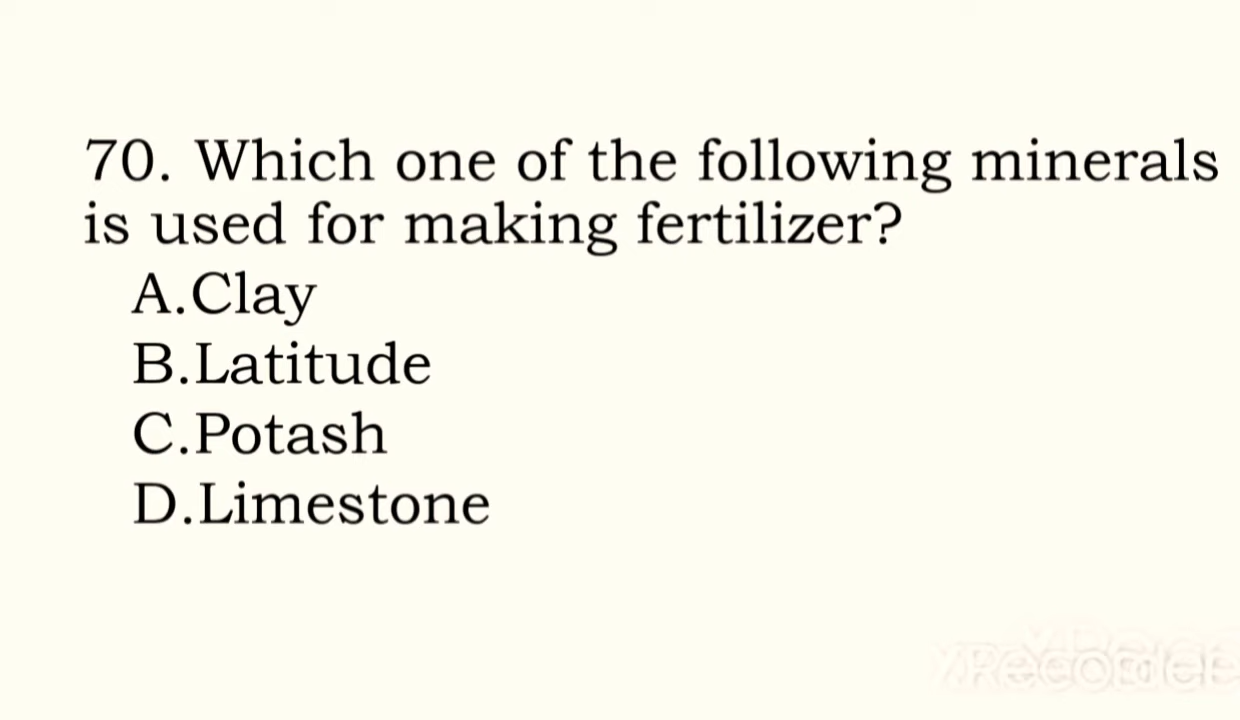 70. Which one of the following minerals
is used for making fertilizer?
A.Clay
B.Latitude
C.Potash
D.Limestone